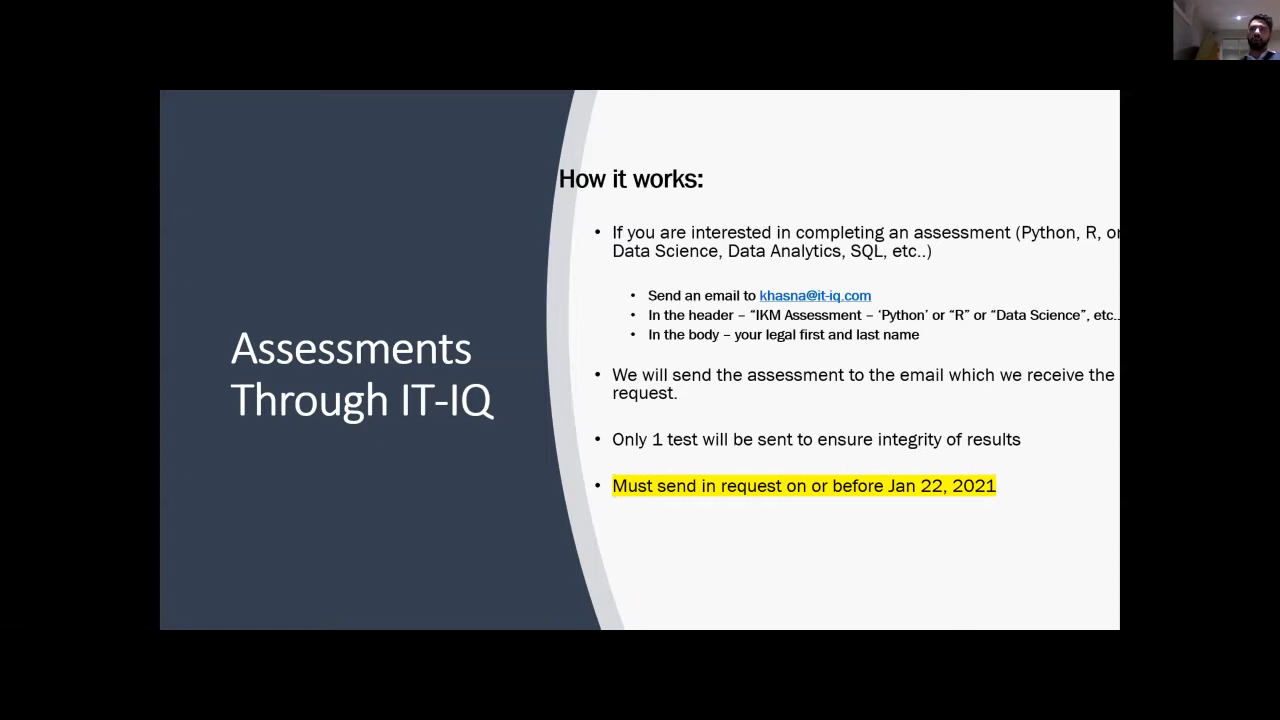 Assessments
Through IT-IQ
How it works:
• If you are interested in completing an assessment (Python, R, or
Data Science, Data Analytics, SQL, etc..)
• Send an email to khasna@it-iq.com
• In the header – “IKM Assessment – ‘Python’ or “R” or “Data Science”, etc..
• In the body – your legal first and last name
• We will send the assessment to the email which we receive the
request.
• Only 1 test will be sent to ensure integrity of results
• Must send in request on or before Jan 22, 2021